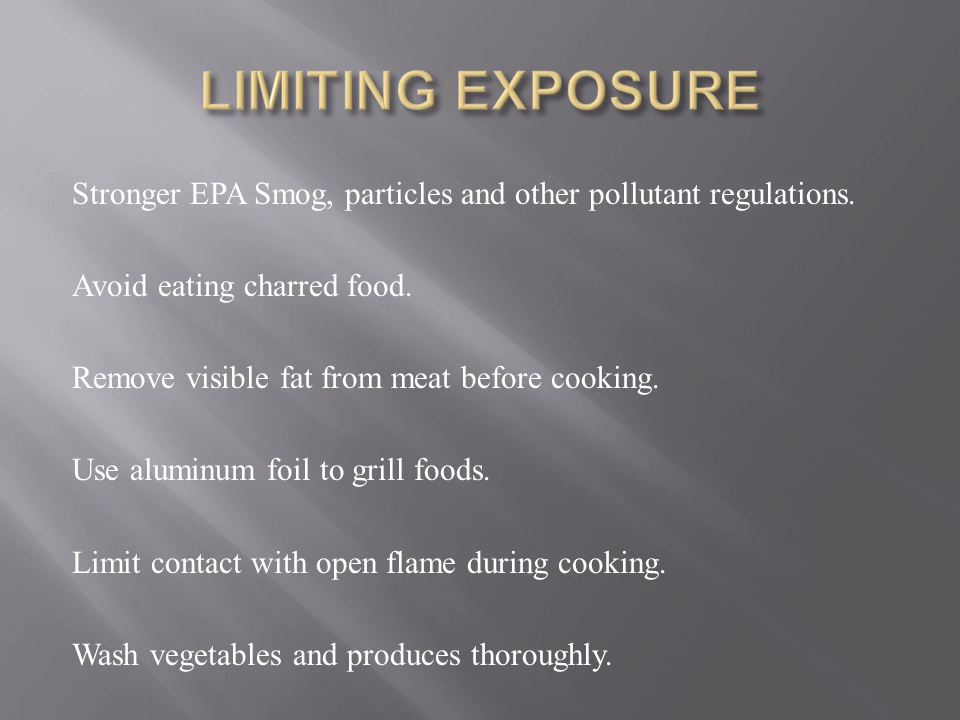 LIMITING EXPOSURE
Stronger EPA Smog, particles and other pollutant regulations.
Avoid eating charred food.
Remove visible fat from meat before cooking.
Use aluminum foil to grill foods.
Limit contact with open flame during cooking.
Wash vegetables and produces thoroughly.